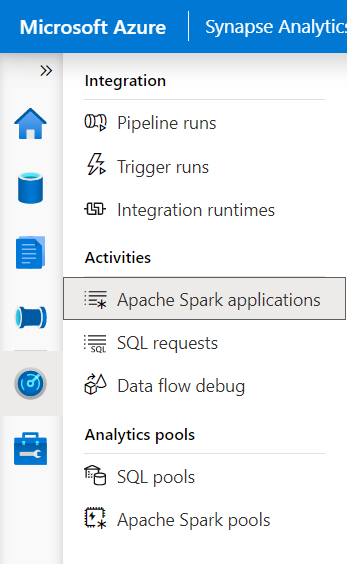 Microsoft Azure
Synapse Analytics
Integration
Pipeline runs
Trigger runs
Integration runtimes
Activities
Apache Spark applications
SQL requests
Data flow debug
Analytics pools
SQL pools
Apache Spark pools